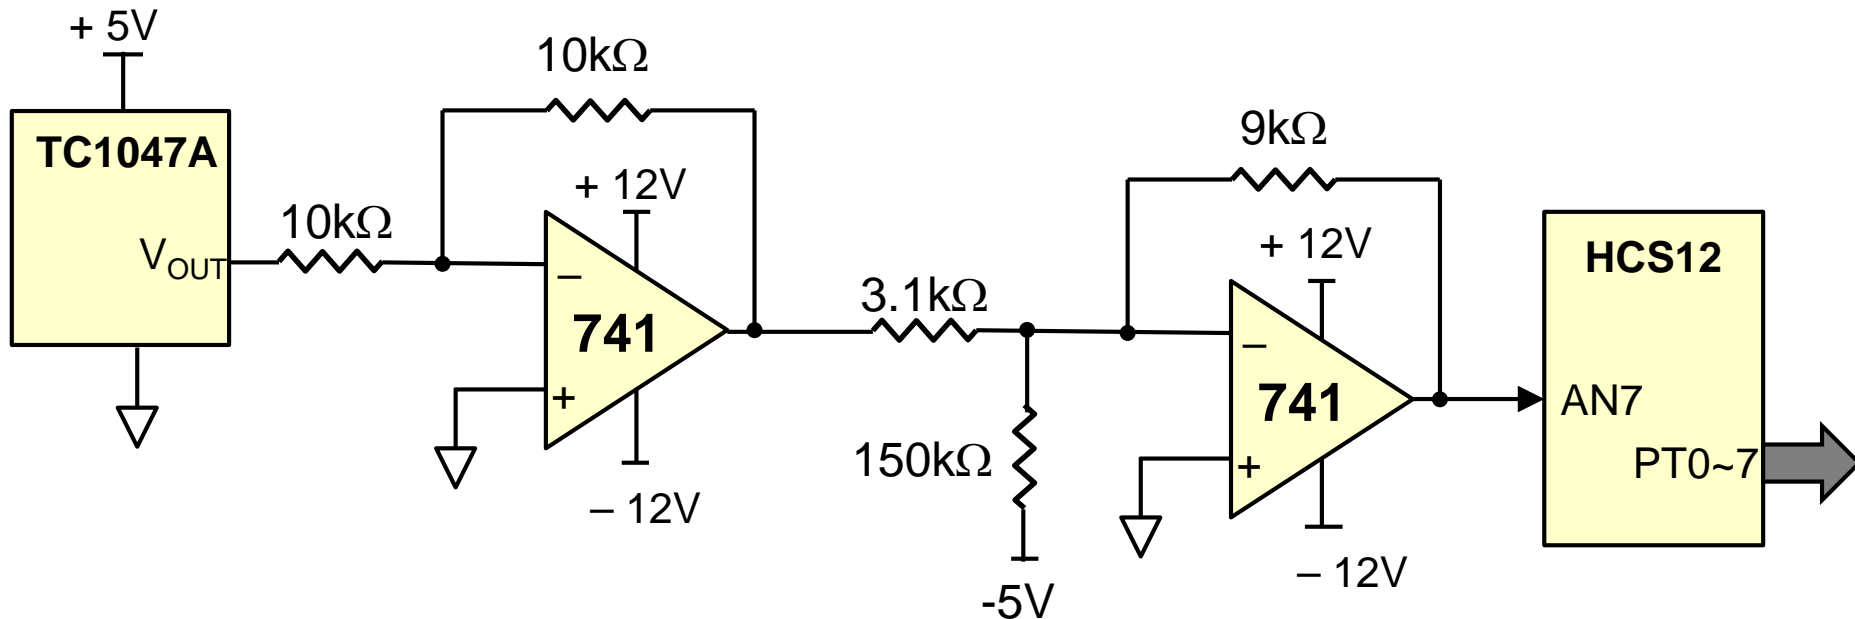 + 5V
TC1047A
VOUT
10kΩ
10kΩ
+ 12V
–
741
+
– 12V
3.1kΩ
150kΩ
-5V
9kΩ
+ 12V
–
741
+
– 12V
HCS12
AN7
PT0~7